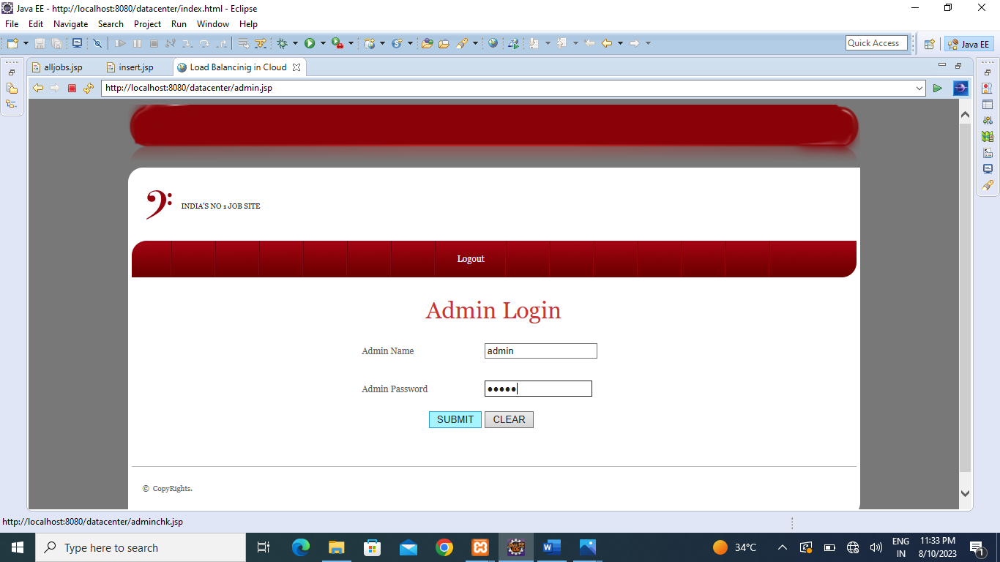 Java EE - http://localhost:8080/datacenter/index.html - Eclipse
File Edit Navigate Search Project Run Window Help
Quick Access Java EE
alljobs.jsp insert.jsp Load Balancinig in Cloud
http://localhost:8080/datacenter/admin.jsp
INDIA'S NO 1 JOB SITE
Logout
Admin Login
Admin Name admin
Admin Password •••••
SUBMIT CLEAR
© CopyRights.
http://localhost:8080/datacenter/adminchk.jsp
Type here to search
34°C
ENG
IN
11:33 PM
8/10/2023
1